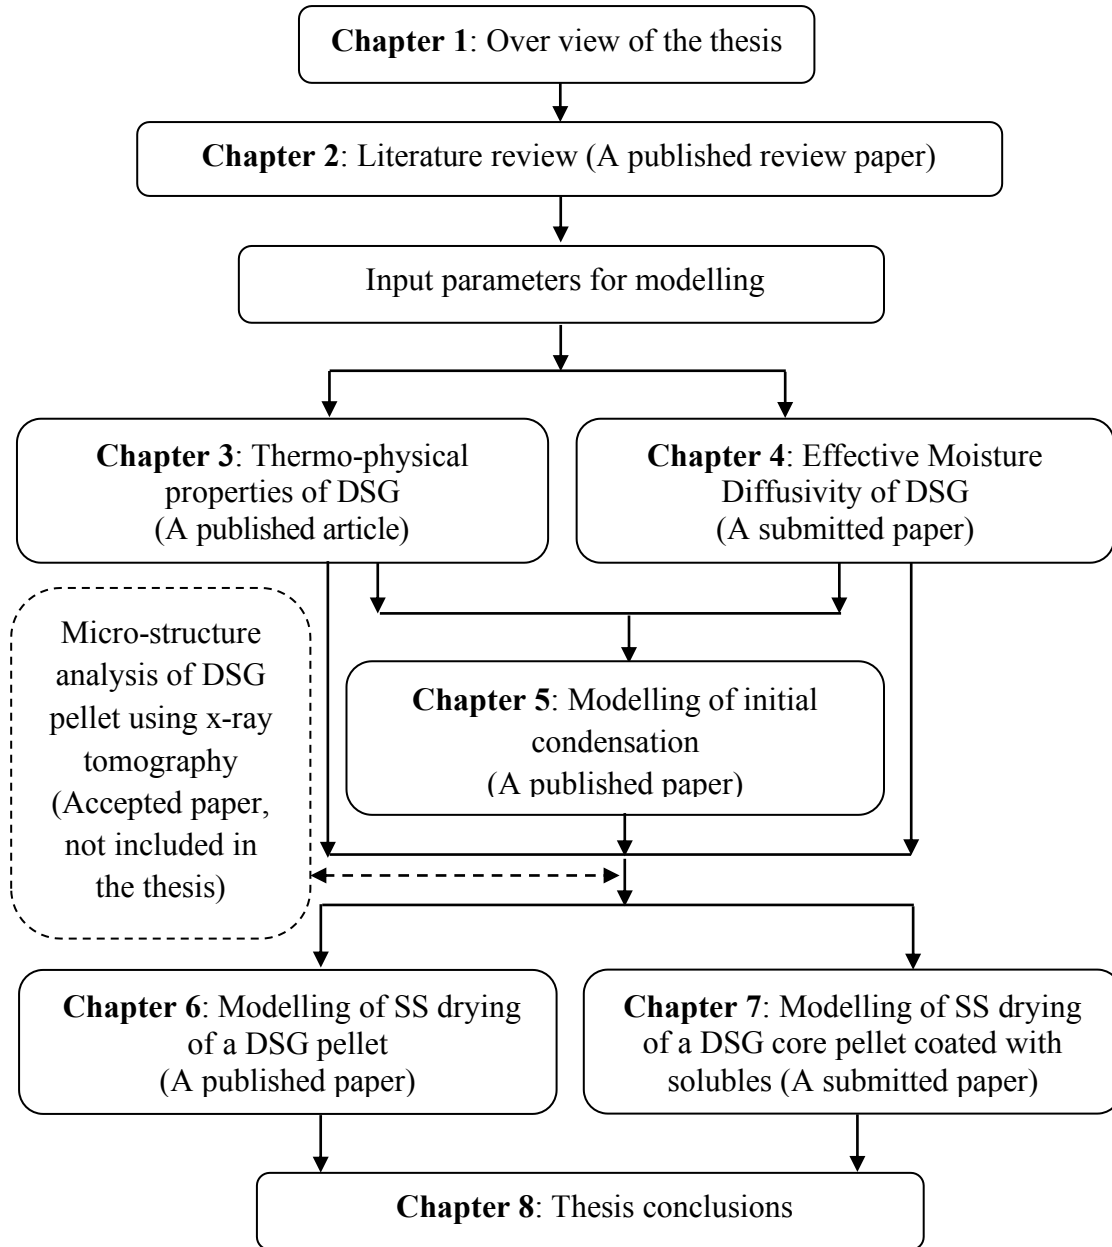 Chapter 1: Over view of the thesis
Chapter 2: Literature review (A published review paper)
Input parameters for modelling
Chapter 3: Thermo-physical
properties of DSG
(A published article)
Chapter 4: Effective Moisture
Diffusivity of DSG
(A submitted paper)
Micro-structure
analysis of DSG
pellet using x-ray
tomography
(Accepted paper,
not included in
the thesis)
Chapter 5: Modelling of initial
condensation
(A published paper)
Chapter 6: Modelling of SS drying
of a DSG pellet
(A published paper)
Chapter 7: Modelling of SS drying
of a DSG core pellet coated with
solubles (A submitted paper)
Chapter 8: Thesis conclusions